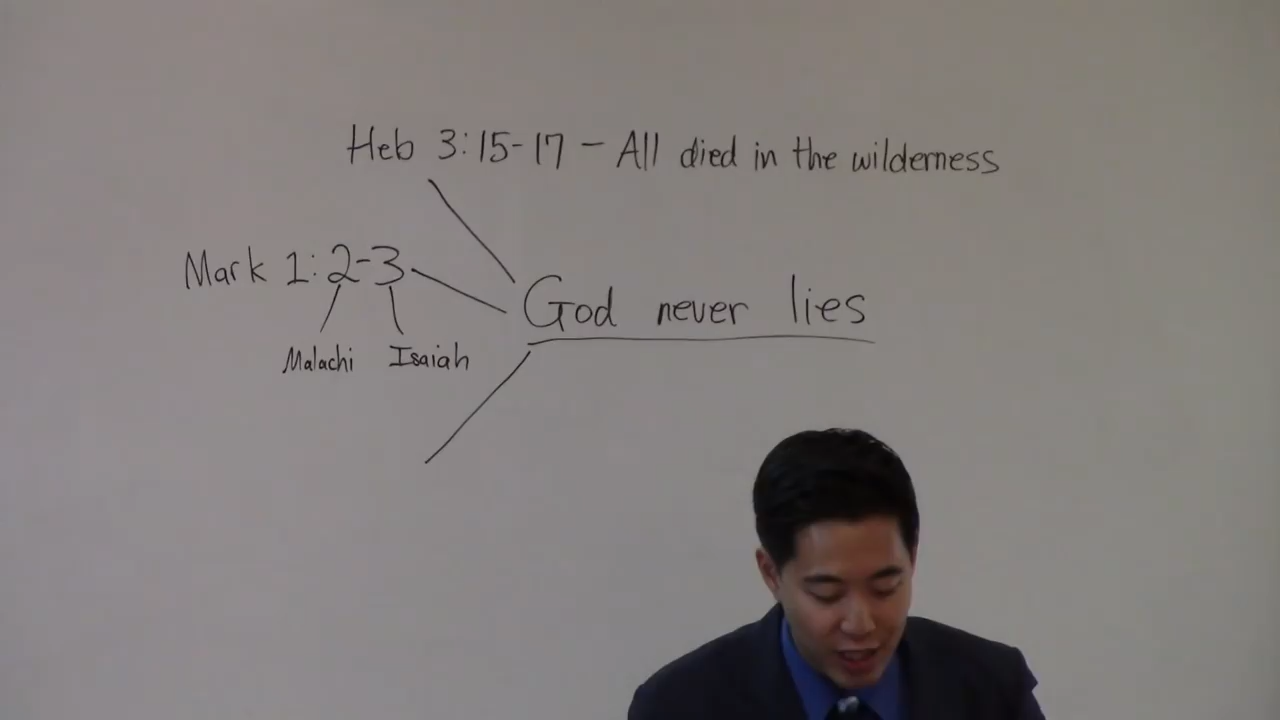 Heb 3:15-17 - All died in the wilderness
Mark 1:2-3
God never lies
Malachi Isaiah